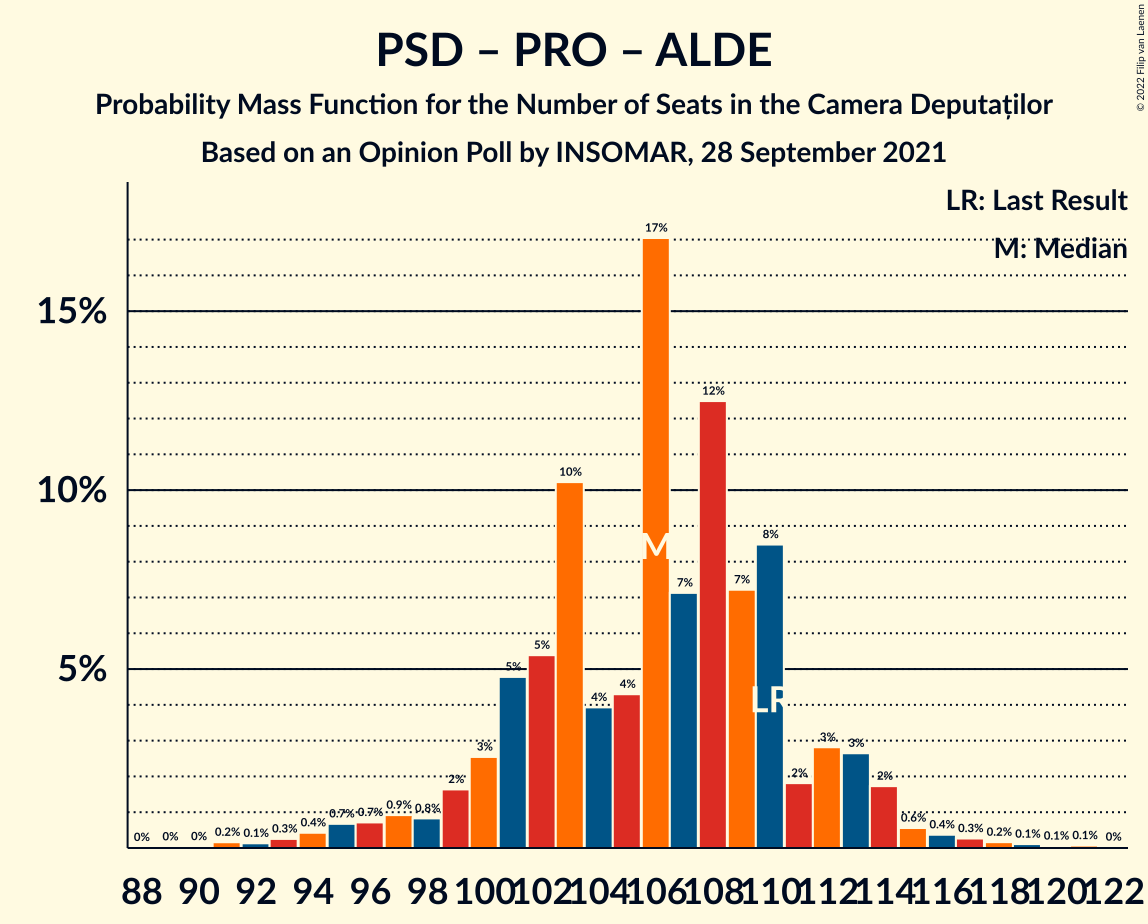 © 2022 Filip van Laenen
PSD – PRO – ALDE
Probability Mass Function for the Number of Seats in the Camera Deputaților
Based on an Opinion Poll by INSOMAR, 28 September 2021
LR: Last Result
M: Median
15%
10%
5%
0% 0% 0% 0.2% 0.1% 0.3% 0.4% 0.7% 0.7% 0.9% 0.8% 2% 3% 5% 5% 10% 4% 4% 17% 7% 12% 7% 8% 2% 3% 3% 2% 0.6% 0.4% 0.3% 0.2% 0.1% 0.1% 0.1% 0%
M
LR
88 90 92 94 96 98 100 102 104 106 108 110 112 114 116 118 120 122